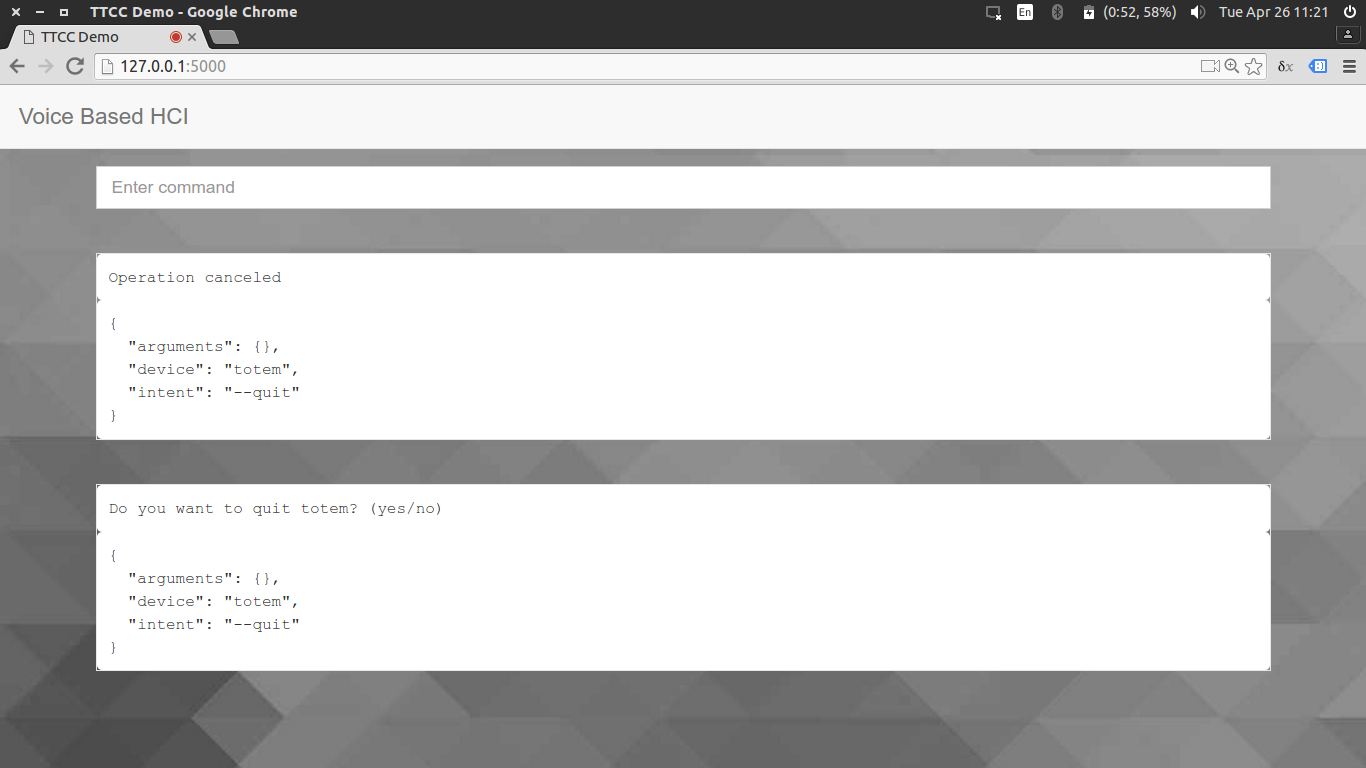 TTCC Demo - Google Chrome
En
(0:52, 58%)
Tue Apr 26 11:21
TTCC Demo
127.0.0.1:5000
δx
Voice Based HCI
Enter command
Operation canceled
{
"arguments": {},
"device": "totem",
"intent": "--quit"
}
Do you want to quit totem? (yes/no)
{
"arguments": {},
"device": "totem",
"intent": "--quit"
}